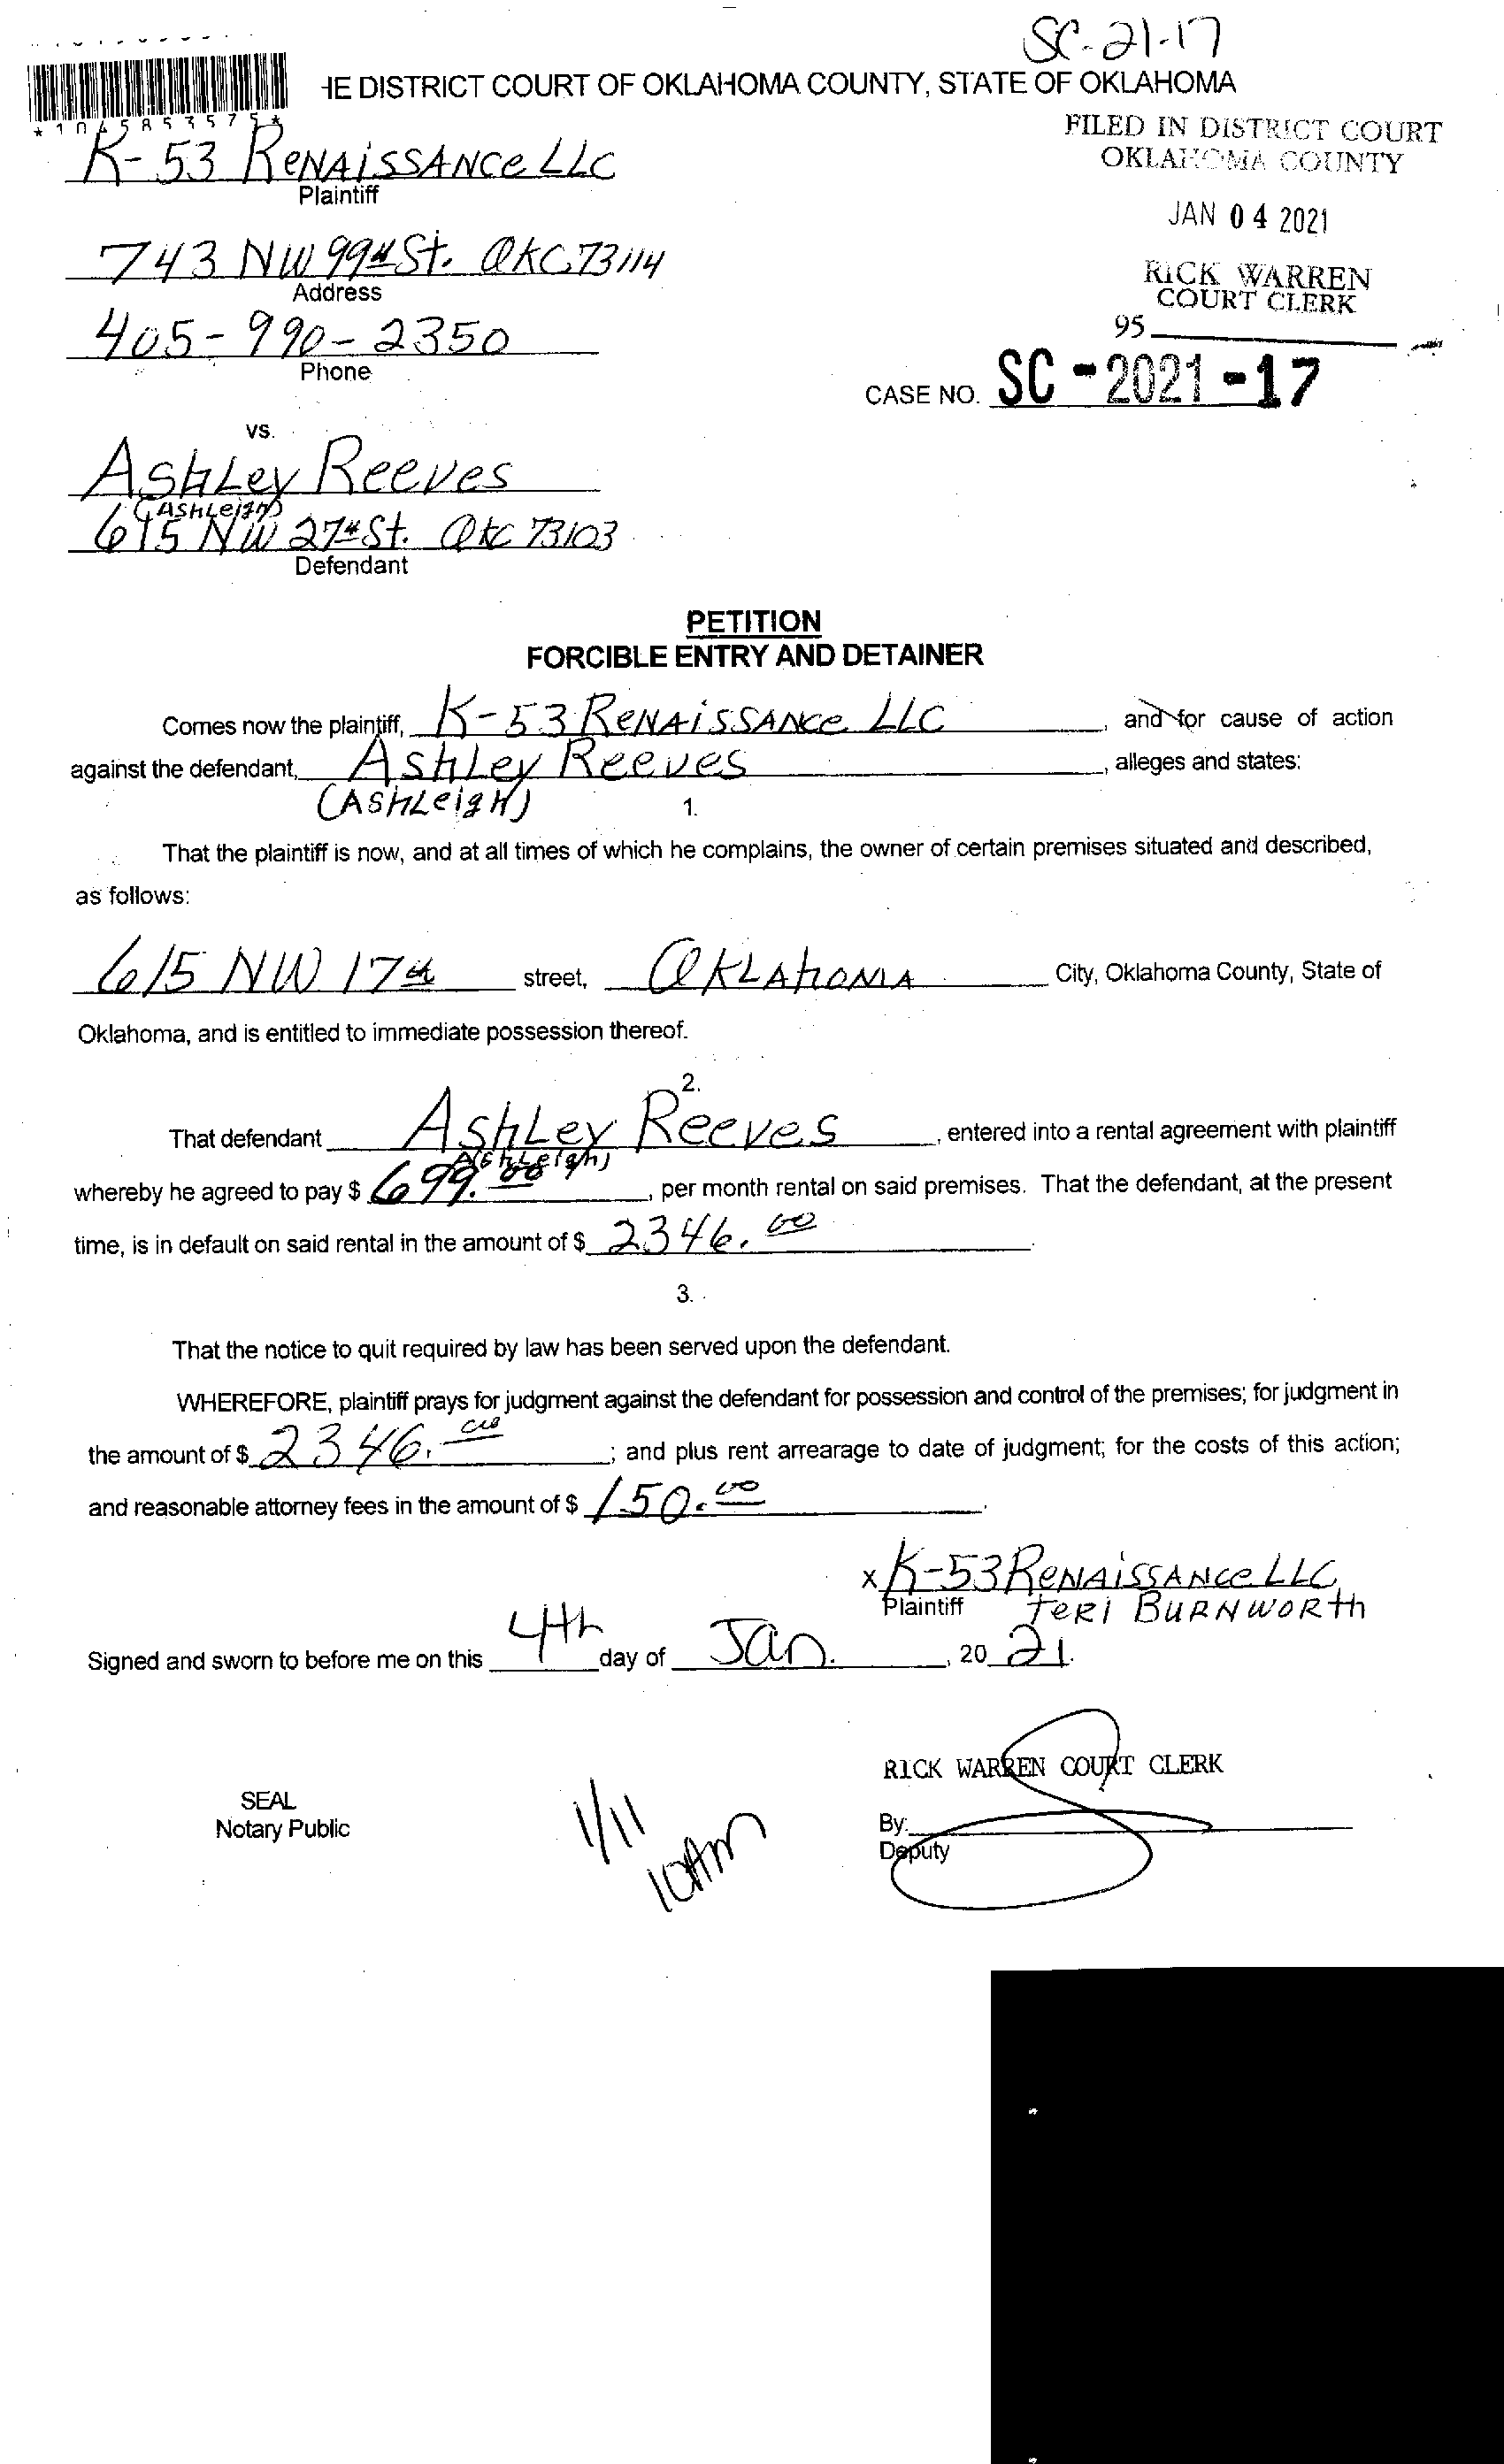 SC-21-17
HE DISTRICT COURT OF OKLAHOMA COUNTY, STATE OF OKLAHOMA
*1045853575*
FILED IN DISTRICT COURT
OKLAHOMA COUNTY
K-53 RENAISSANCE LLC
Plaintiff
JAN 04 2021
743 NW 99th St. OKC 73114
Address
RICK WARREN
COURT CLERK
405-990-2350
Phone
95
CASE NO. SC-2021-17
vs.
AshLey Reeves
(AshLeigh)
615 NW 27th St. OKC 73103
Defendant
PETITION
FORCIBLE ENTRY AND DETAINER
Comes now the plaintiff, K-53 RENAISSANCE LLC, and for cause of action
against the defendant, AshLey Reeves, alleges and states:
(AshLeigH)
1.
That the plaintiff is now, and at all times of which he complains, the owner of certain premises situated and described,
as follows:
615 NW 17th street, OKLAhOMA City, Oklahoma County, State of
Oklahoma, and is entitled to immediate possession thereof.
2.
That defendant AshLey Reeves, entered into a rental agreement with plaintiff
(AshLeigh)
whereby he agreed to pay $ 699.00, per month rental on said premises. That the defendant, at the present
time, is in default on said rental in the amount of $ 2346.00.
3.
That the notice to quit required by law has been served upon the defendant.
WHEREFORE, plaintiff prays for judgment against the defendant for possession and control of the premises; for judgment in
the amount of $ 2346.00; and plus rent arrearage to date of judgment; for the costs of this action;
and reasonable attorney fees in the amount of $ 150.00.
x K-53 RENAISSANCE LLC
Plaintiff TERI BURNWORTH
Signed and sworn to before me on this 4th day of Jan., 20 21.
RICK WARREN COURT CLERK
SEAL
Notary Public
1/11
10Am
By:
Deputy